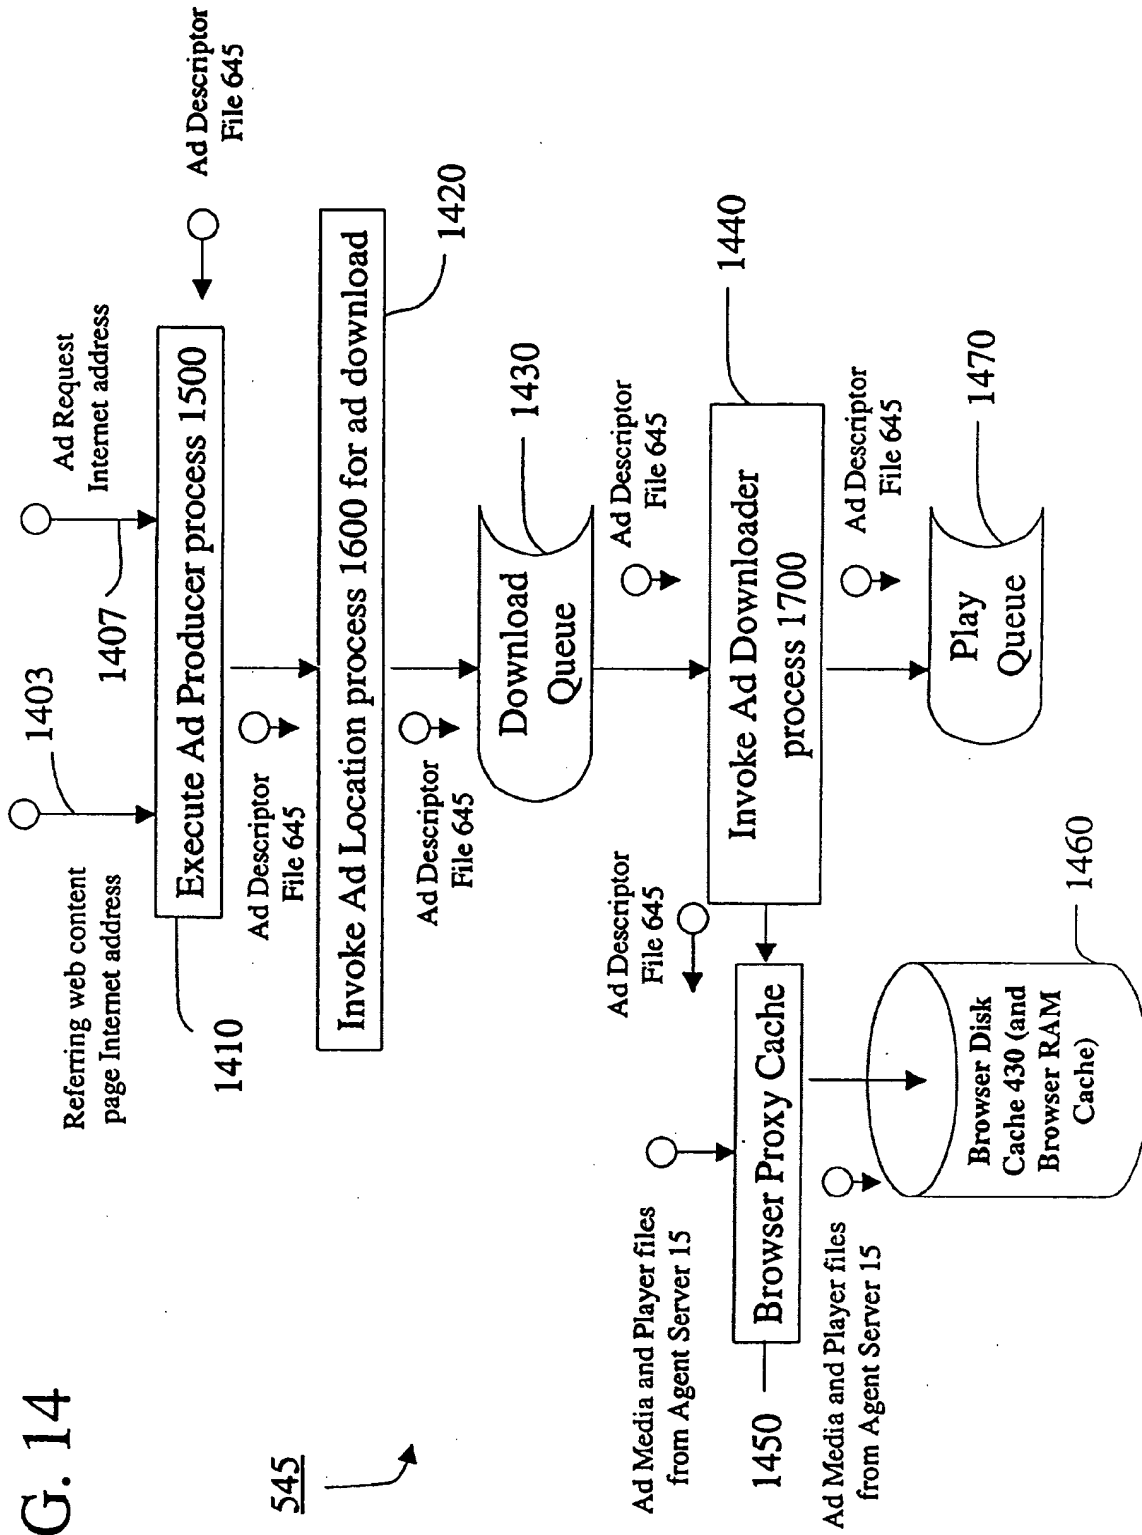 G. 14
545
Referring web content
page Internet address
1403
1407
Ad Request
Internet address
Ad Descriptor
File 645
1410
Execute Ad Producer process 1500
Ad Descriptor
File 645
Invoke Ad Location process 1600 for ad download
1420
Ad Descriptor
File 645
Download
Queue
1430
Ad Descriptor
File 645
Ad Descriptor
File 645
Invoke Ad Downloader
process 1700
1440
Ad Media and Player files
from Agent Server 15
1450
Browser Proxy Cache
Ad Descriptor
File 645
Play
Queue
1470
Ad Media and Player files
from Agent Server 15
Browser Disk
Cache 430 (and
Browser RAM
Cache)
1460